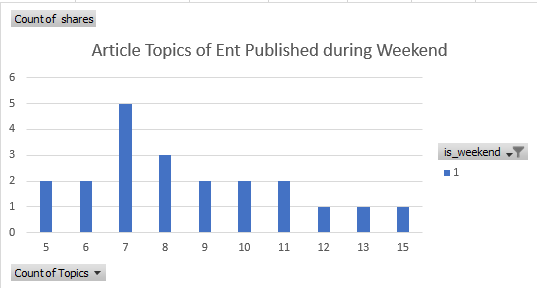 Count of shares
Article Topics of Ent Published during Weekend
6
5
4
3
2
1
0
5 6 7 8 9 10 11 12 13 15
is_weekend
1
Count of Topics